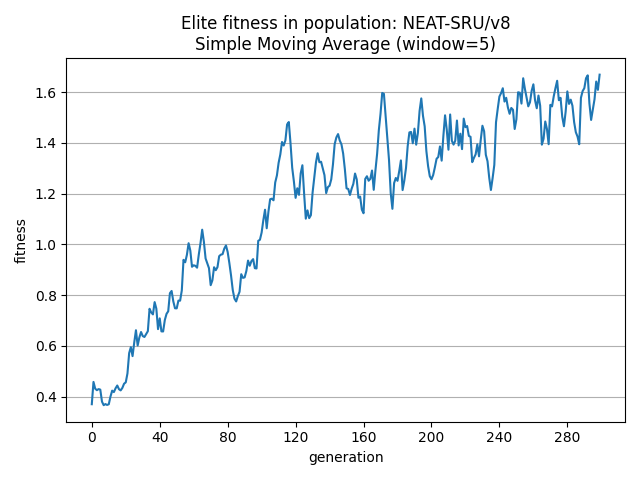 Elite fitness in population: NEAT-SRU/v8
Simple Moving Average (window=5)
fitness
1.6
1.4
1.2
1.0
0.8
0.6
0.4
0 40 80 120 160 200 240 280
generation